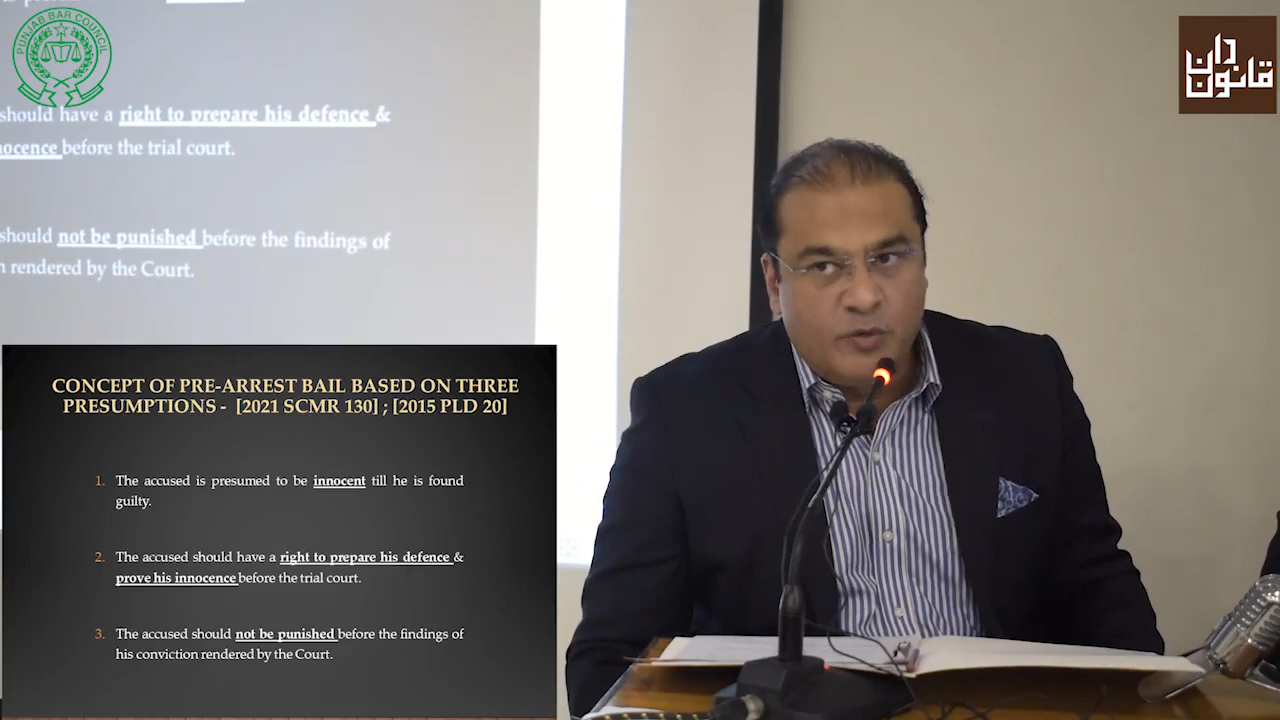 PUNJAB BAR COUNCIL
قانون دان
should have a right to prepare his defence &
before the trial court.
should not be punished before the findings of
rendered by the Court.
CONCEPT OF PRE-ARREST BAIL BASED ON THREE
PRESUMPTIONS - [2021 SCMR 130] ; [2015 PLD 20]
1. The accused is presumed to be innocent till he is found
guilty.
2. The accused should have a right to prepare his defence &
prove his innocence before the trial court.
3. The accused should not be punished before the findings of
his conviction rendered by the Court.